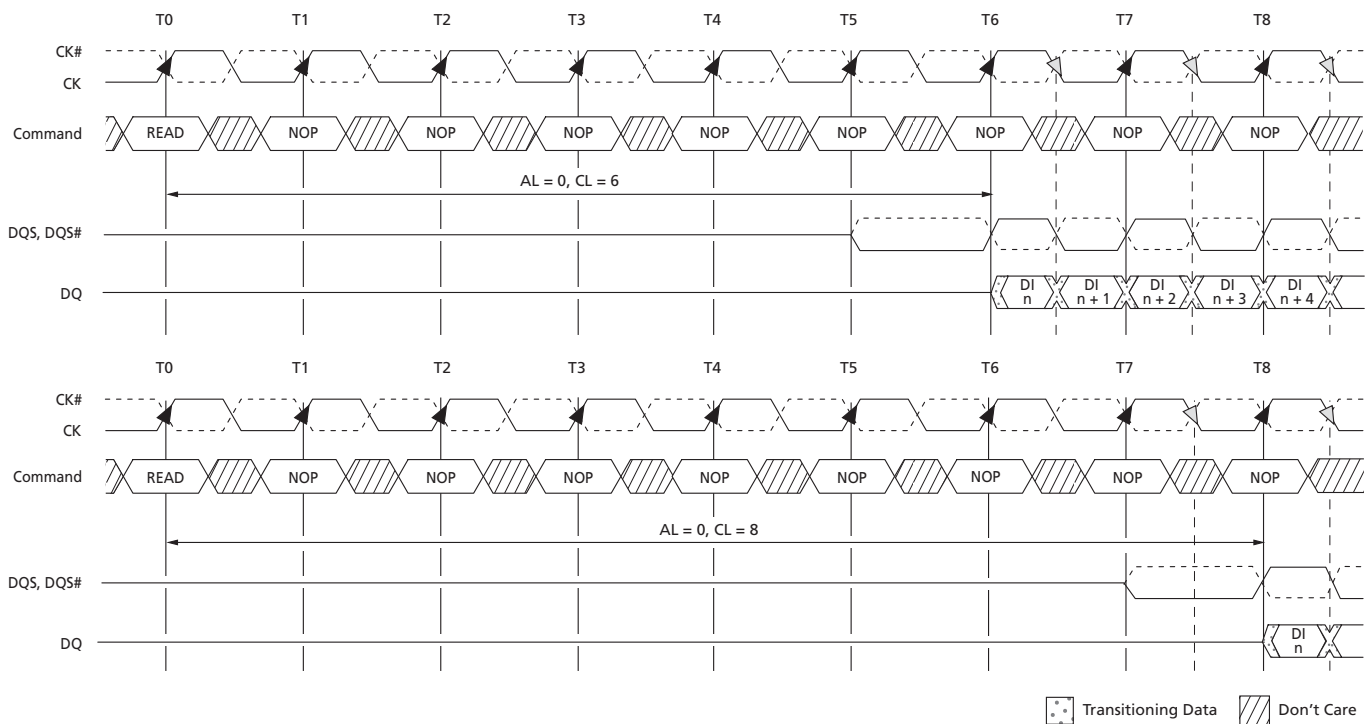 T0 T1 T2 T3 T4 T5 T6 T7 T8
CK#
CK
Command READ NOP NOP NOP NOP NOP NOP NOP NOP
AL = 0, CL = 6
DQS, DQS#
DQ DI n DI n + 1 DI n + 2 DI n + 3 DI n + 4
T0 T1 T2 T3 T4 T5 T6 T7 T8
CK#
CK
Command READ NOP NOP NOP NOP NOP NOP NOP NOP
AL = 0, CL = 8
DQS, DQS#
DQ DI n
Transitioning Data Don't Care